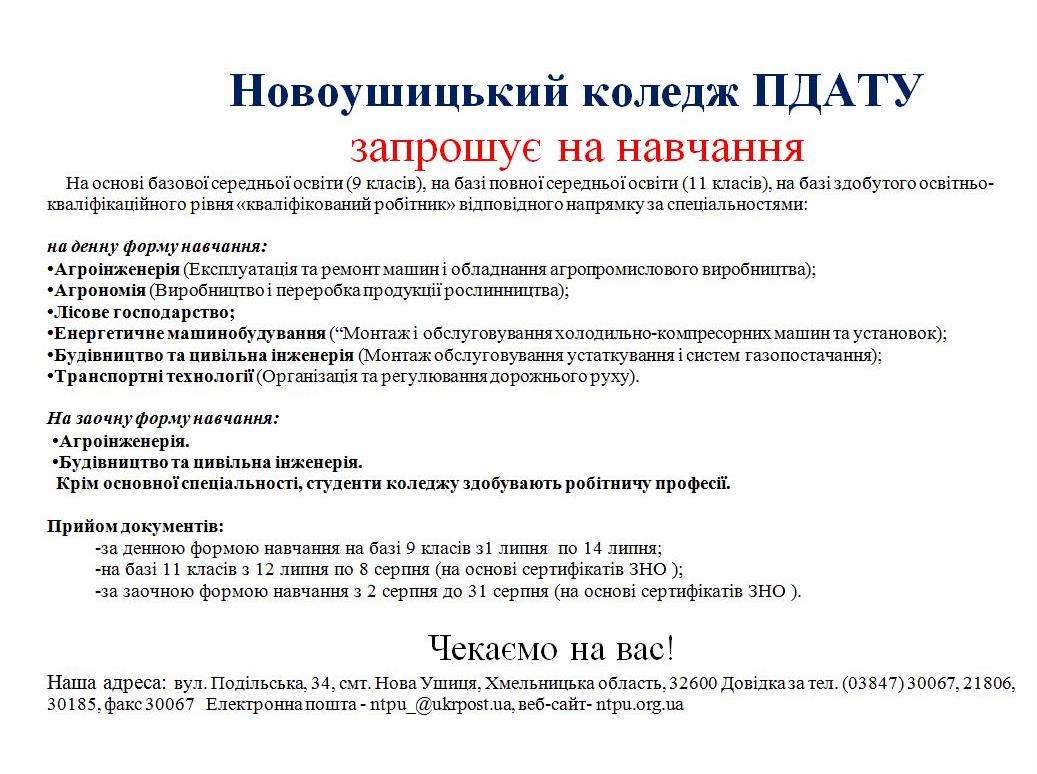 Новоушицький коледж ПДАТУ
запрошує на навчання
На основі базової середньої освіти (9 класів), на базі повної середньої освіти (11 класів), на базі здобутого освітньо-
кваліфікаційного рівня «кваліфікований робітник» відповідного напрямку за спеціальностями:
на денну форму навчання:
•Агроінженерія (Експлуатація та ремонт машин і обладнання агропромислового виробництва);
•Агрономія (Виробництво і переробка продукції рослинництва);
•Лісове господарство;
•Енергетичне машинобудування (“Монтаж і обслуговування холодильно-компресорних машин та установок);
•Будівництво та цивільна інженерія (Монтаж обслуговування устаткування і систем газопостачання);
•Транспортні технології (Організація та регулювання дорожнього руху).
На заочну форму навчання:
•Агроінженерія.
•Будівництво та цивільна інженерія.
Крім основної спеціальності, студенти коледжу здобувають робітничу професії.
Прийом документів:
-за денною формою навчання на базі 9 класів з1 липня по 14 липня;
-на базі 11 класів з 12 липня по 8 серпня (на основі сертифікатів ЗНО );
-за заочною формою навчання з 2 серпня до 31 серпня (на основі сертифікатів ЗНО ).
Чекаємо на вас!
Наша адреса: вул. Подільська, 34, смт. Нова Ушиця, Хмельницька область, 32600 Довідка за тел. (03847) 30067, 21806,
30185, факс 30067 Електронна пошта - ntpu_@ukrpost.ua, веб-сайт- ntpu.org.ua